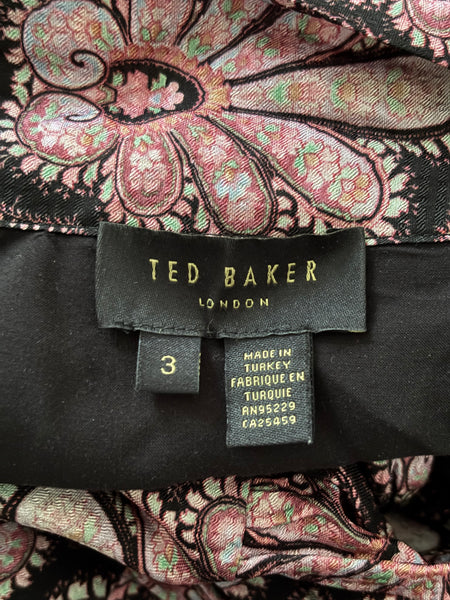 TED BAKER
LONDON
3
MADE IN
TURKEY
FABRIQUE EN
TURQUIE
RN95229
CA25459